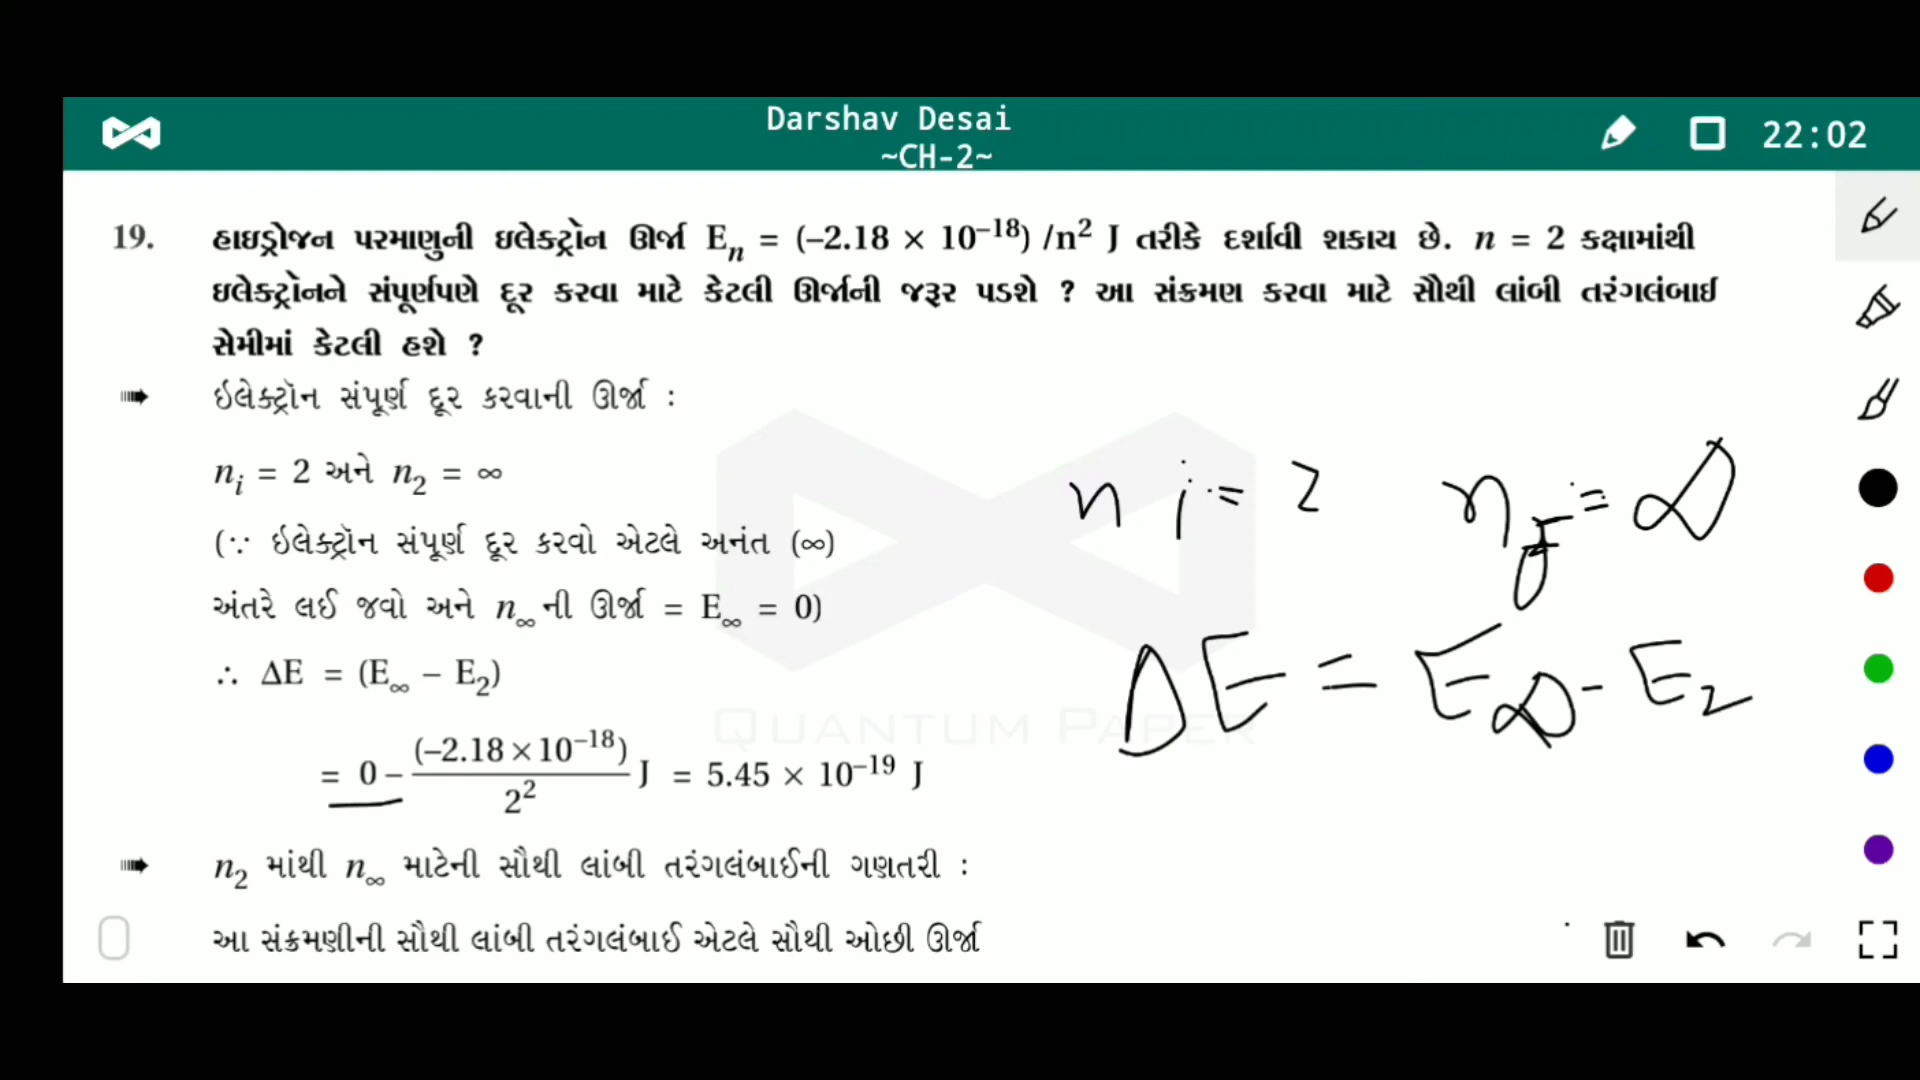 Darshav Desai
~CH-2~
22:02
19. હાઇડ્રોજન પરમાણુની ઇલેક્ટ્રોન ઊર્જા Eₙ = (–2.18 × 10⁻¹⁸) /n² J તરીકે દર્શાવી શકાય છે. n = 2 કક્ષામાંથી
ઇલેક્ટ્રોનને સંપૂર્ણપણે દૂર કરવા માટે કેટલી ઊર્જાની જરૂર પડશે ? આ સંક્રમણ કરવા માટે સૌથી લાંબી તરંગલંબાઈ
સેમીમાં કેટલી હશે ?
➠ ઇલેક્ટ્રૉન સંપૂર્ણ દૂર કરવાની ઊર્જા :
nᵢ = 2 અને n₂ = ∞
(∵ ઇલેક્ટ્રૉન સંપૂર્ણ દૂર કરવો એટલે અનંત (∞)
અંતરે લઈ જવો અને n∞ ની ઊર્જા = E∞ = 0)
∴ ΔE = (E∞ – E₂)
= 0 – (–2.18 × 10⁻¹⁸) / 2² J = 5.45 × 10⁻¹⁹ J
➠ n₂ માંથી n∞ માટેની સૌથી લાંબી તરંગલંબાઈની ગણતરી :
આ સંક્રમણીની સૌથી લાંબી તરંગલંબાઈ એટલે સૌથી ઓછી ઊર્જા
n i = 2 n f = ∞
ΔE = E∞ - E₂
QUANTUM PAPER